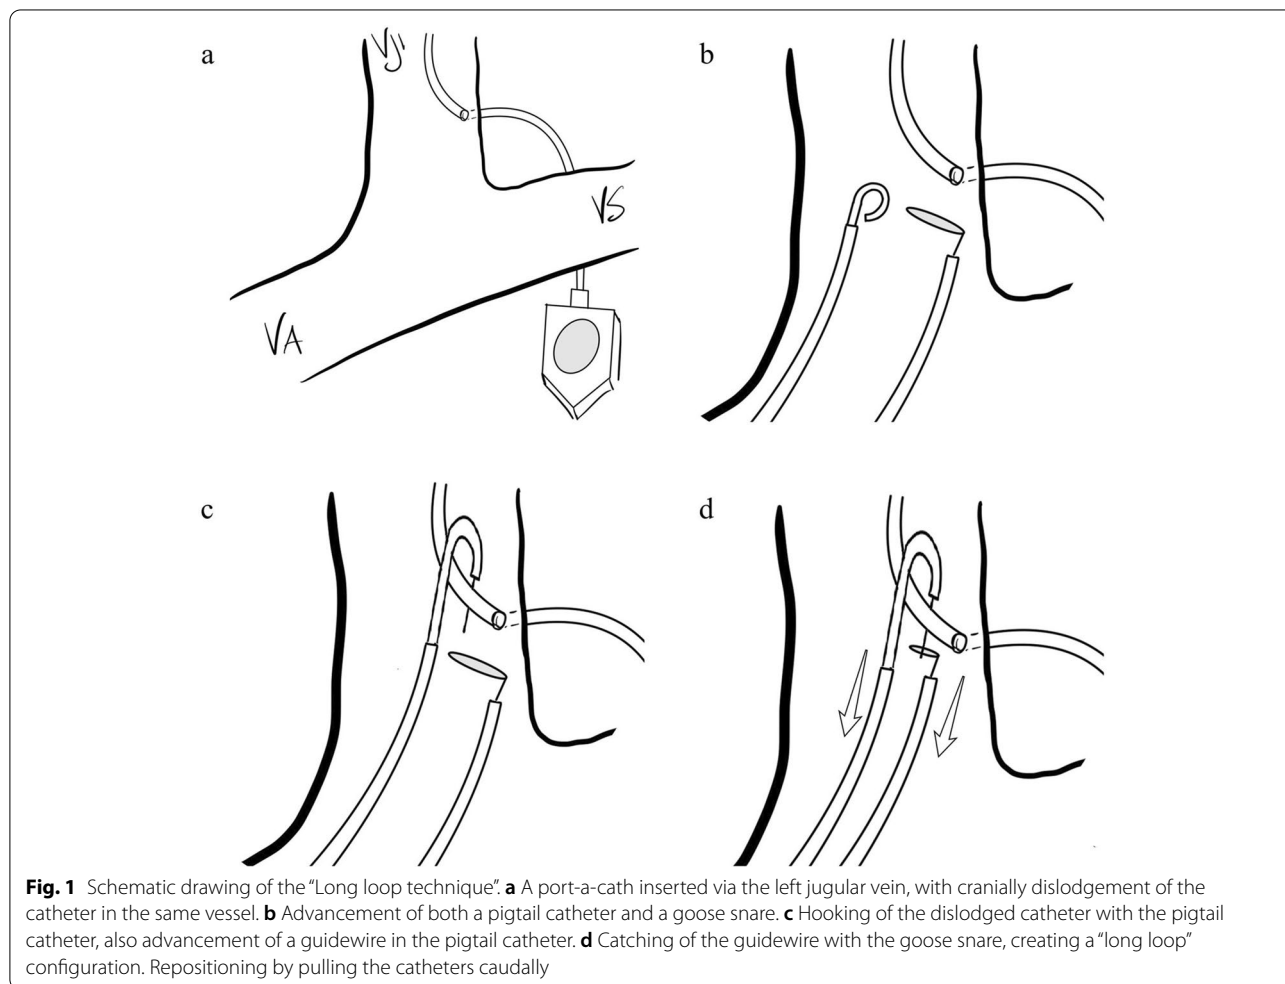 a
VJ
VS
VA
b
c
d
Fig. 1 Schematic drawing of the “Long loop technique”. a A port-a-cath inserted via the left jugular vein, with cranially dislodgement of the
catheter in the same vessel. b Advancement of both a pigtail catheter and a goose snare. c Hooking of the dislodged catheter with the pigtail
catheter, also advancement of a guidewire in the pigtail catheter. d Catching of the guidewire with the goose snare, creating a “long loop”
configuration. Repositioning by pulling the catheters caudally